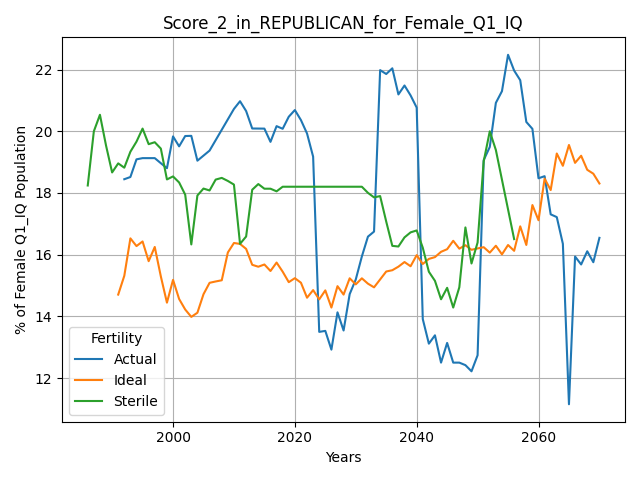 Score_2_in_REPUBLICAN_for_Female_Q1_IQ
% of Female Q1_IQ Population
22
20
18
16
14
12
Fertility
Actual
Ideal
Sterile
2000 2020 2040 2060
Years